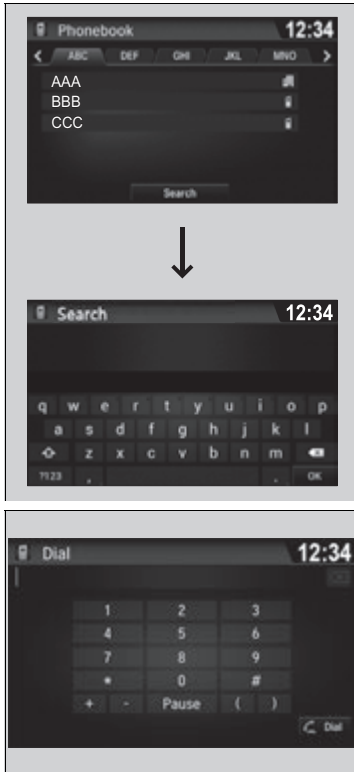 Phonebook 12:34
< ABC DEF GHI JKL MNO >
AAA
BBB
CCC
Search
Search 12:34
q w e r t y u i o p
a s d f g h j k l
z x c v b n m
?123 , . OK
Dial 12:34
1 2 3
4 5 6
7 8 9
* 0 #
+ - Pause ( )
Dial